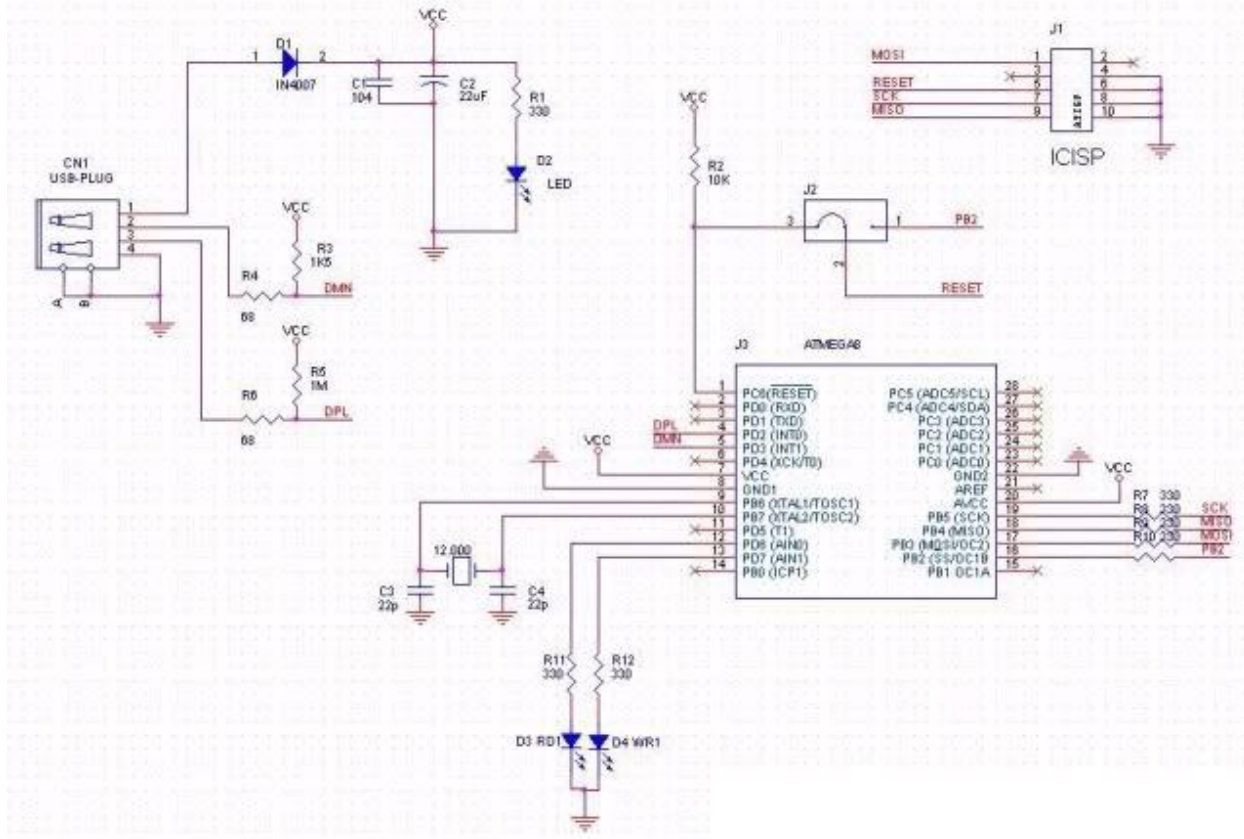 VCC
D1
1
2
IN4007
C1
104
C2
22uF
R1
330
D2
LED
CN1
USB-PLUG
1
2
3
4
A
B
VCC
R3
1K5
R4
68
DMN
VCC
R5
1M
R6
68
DPL
J1
MOSI
RESET
SCK
MISO
1
3
5
7
9
2
4
6
8
10
ICISP
VCC
R2
10K
J2
3
1
2
PB2
RESET
J3
ATMEGA8
1 PC6(RESET)
2 PD0 (RXD)
3 PD1 (TXD)
4 PD2 (INT0)
5 PD3 (INT1)
6 PD4 (XCK/T0)
7 VCC
8 GND1
9 PB6 (XTAL1/TOSC1)
10 PB7 (XTAL2/TOSC2)
11 PD5 (T1)
12 PD6 (AIN0)
13 PD7 (AIN1)
14 PB0 (ICP1)
PC5 (ADC5/SCL) 28
PC4 (ADC4/SDA) 27
PC3 (ADC3) 26
PC2 (ADC2) 25
PC1 (ADC1) 24
PC0 (ADC0) 23
GND2 22
AREF 21
AVCC 20
PB5 (SCK) 19
PB4 (MISO) 18
PB3 (MOSI/OC2) 17
PB2 (SS/OC1B 16
PB1 OC1A 15
DPL
DMN
VCC
VCC
R7 330
R8 330
R9 330
R10 330
SCK
MISO
MOSI
PB2
12.000
C3
22p
C4
22p
R11
330
R12
330
D3 RD1
D4 WR1